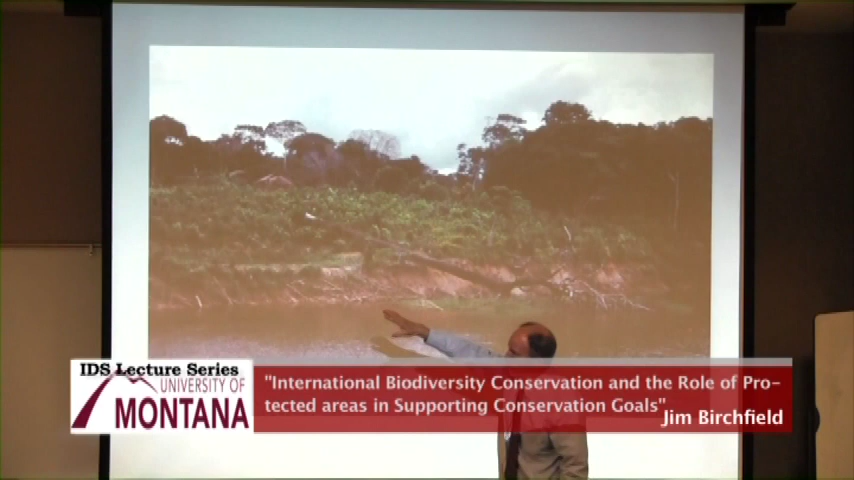 IDS Lecture Series
UNIVERSITY OF
MONTANA
"International Biodiversity Conservation and the Role of Pro-
tected areas in Supporting Conservation Goals"
Jim Birchfield